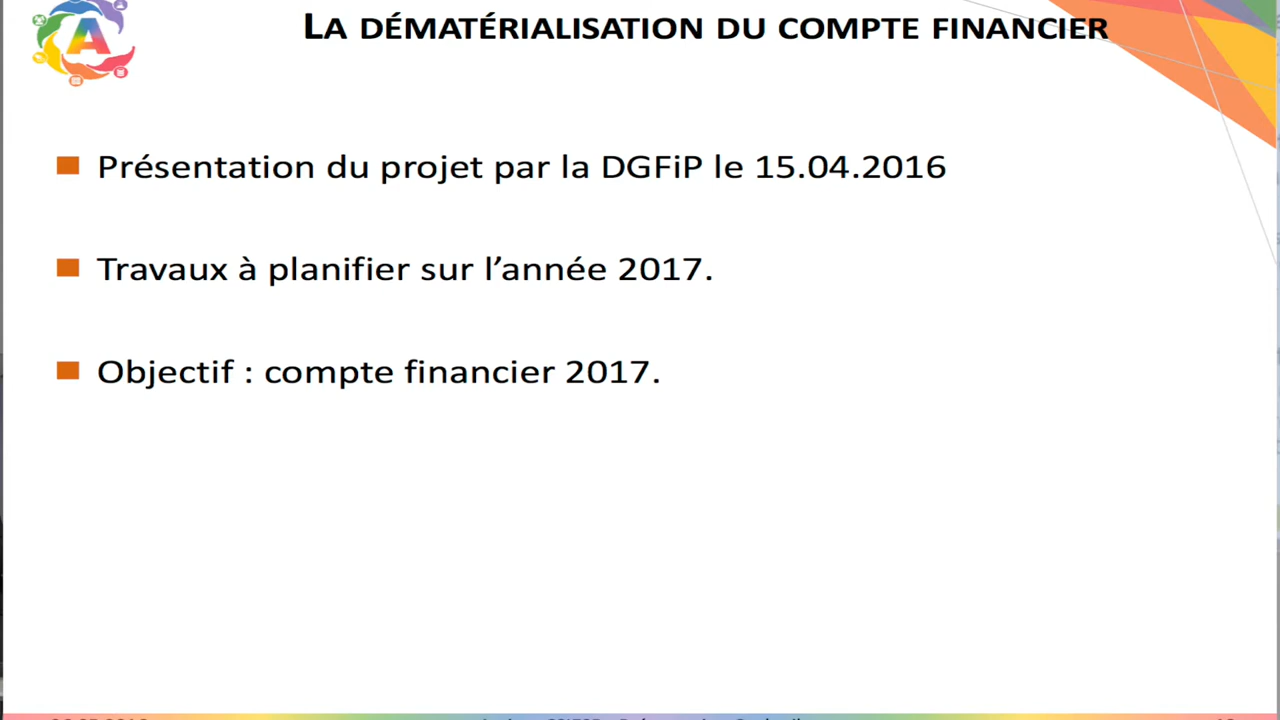 LA DÉMATÉRIALISATION DU COMPTE FINANCIER
Présentation du projet par la DGFiP le 15.04.2016
Travaux à planifier sur l’année 2017.
Objectif : compte financier 2017.